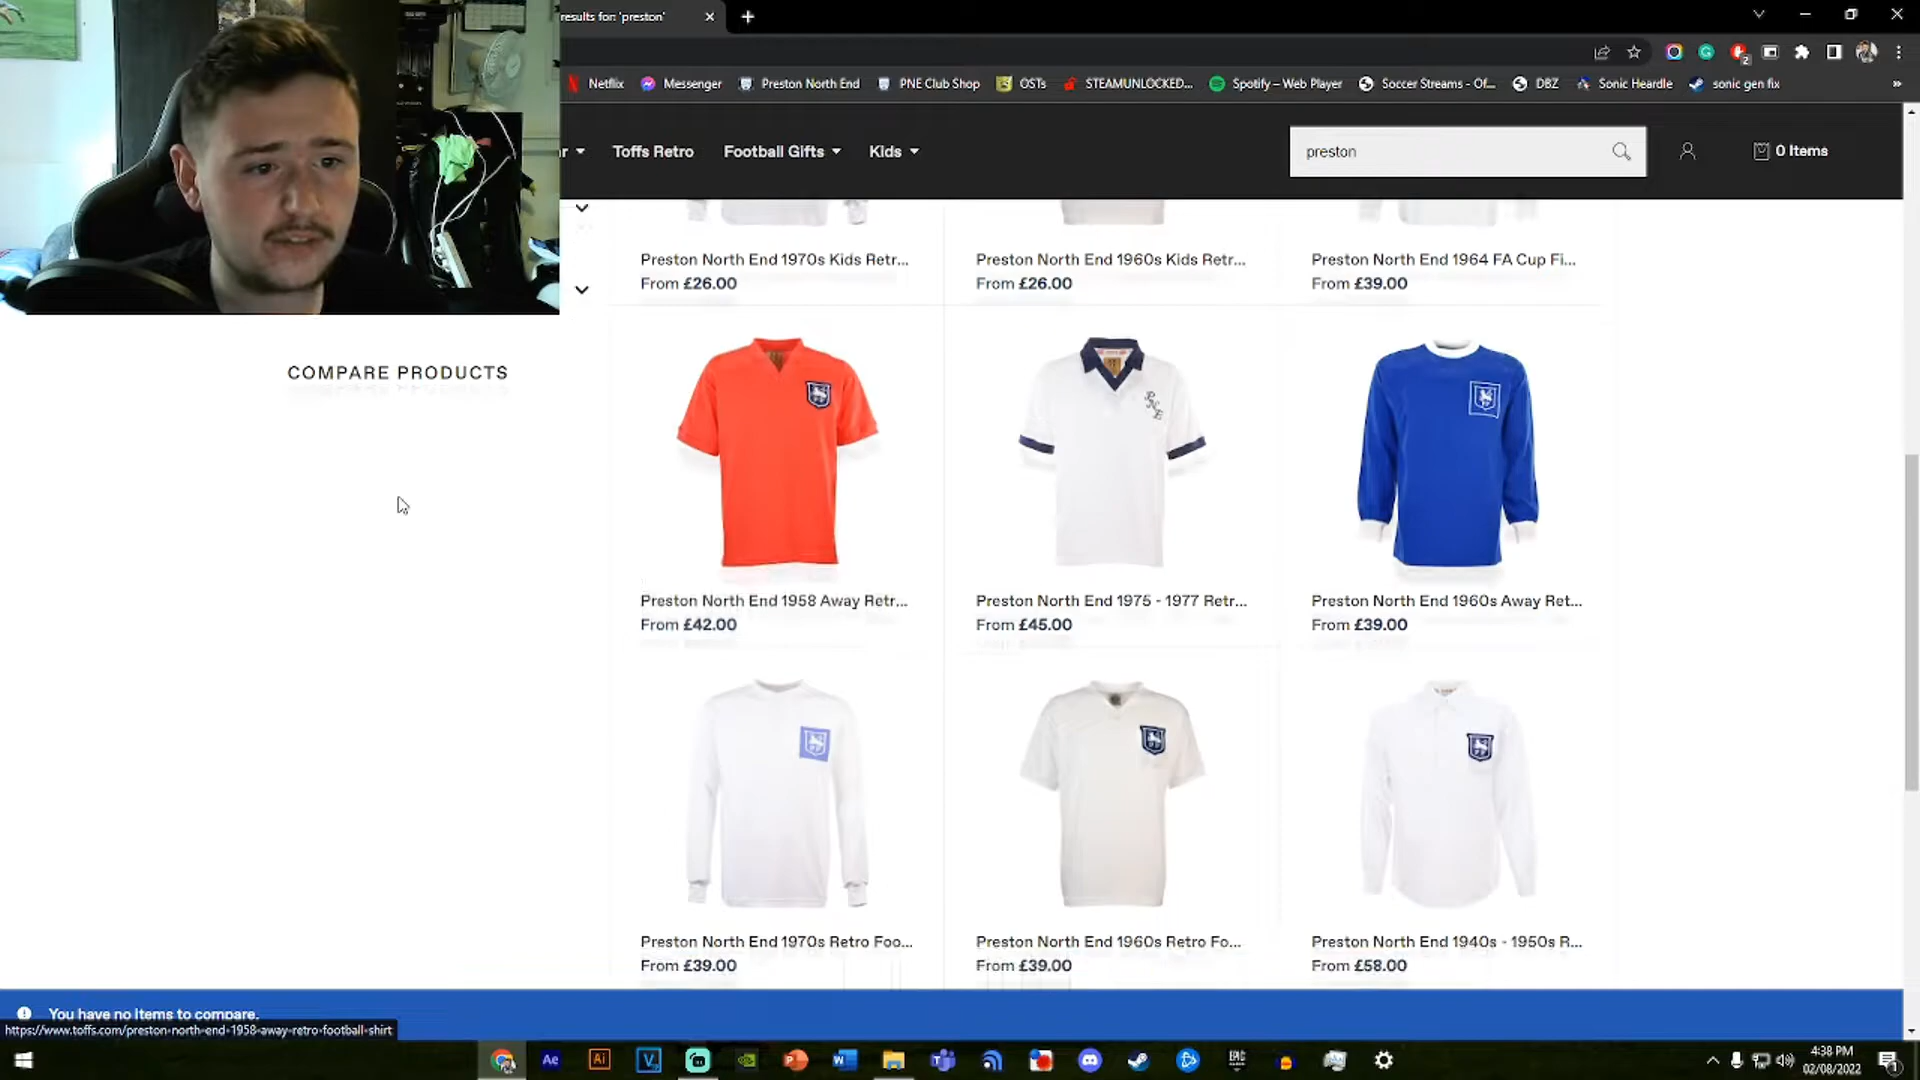 results for: 'preston'
Netflix
Messenger
Preston North End
PNE Club Shop
OSTs
STEAMUNLOCKED...
Spotify – Web Player
Soccer Streams - Of...
DBZ
Sonic Heardle
sonic gen fix
»
Toffs Retro
Football Gifts
Kids
preston
0 Items
Preston North End 1970s Kids Retr...
From £26.00
Preston North End 1960s Kids Retr...
From £26.00
Preston North End 1964 FA Cup Fi...
From £39.00
COMPARE PRODUCTS
Preston North End 1958 Away Retr...
From £42.00
Preston North End 1975 - 1977 Retr...
From £45.00
Preston North End 1960s Away Ret...
From £39.00
Preston North End 1970s Retro Foo...
From £39.00
Preston North End 1960s Retro Fo...
From £39.00
Preston North End 1940s - 1950s R...
From £58.00
You have no items to compare.
https://www.toffs.com/preston-north-end-1958-away-retro-football-shirt
Ae
Ai
4:38 PM
02/08/2022